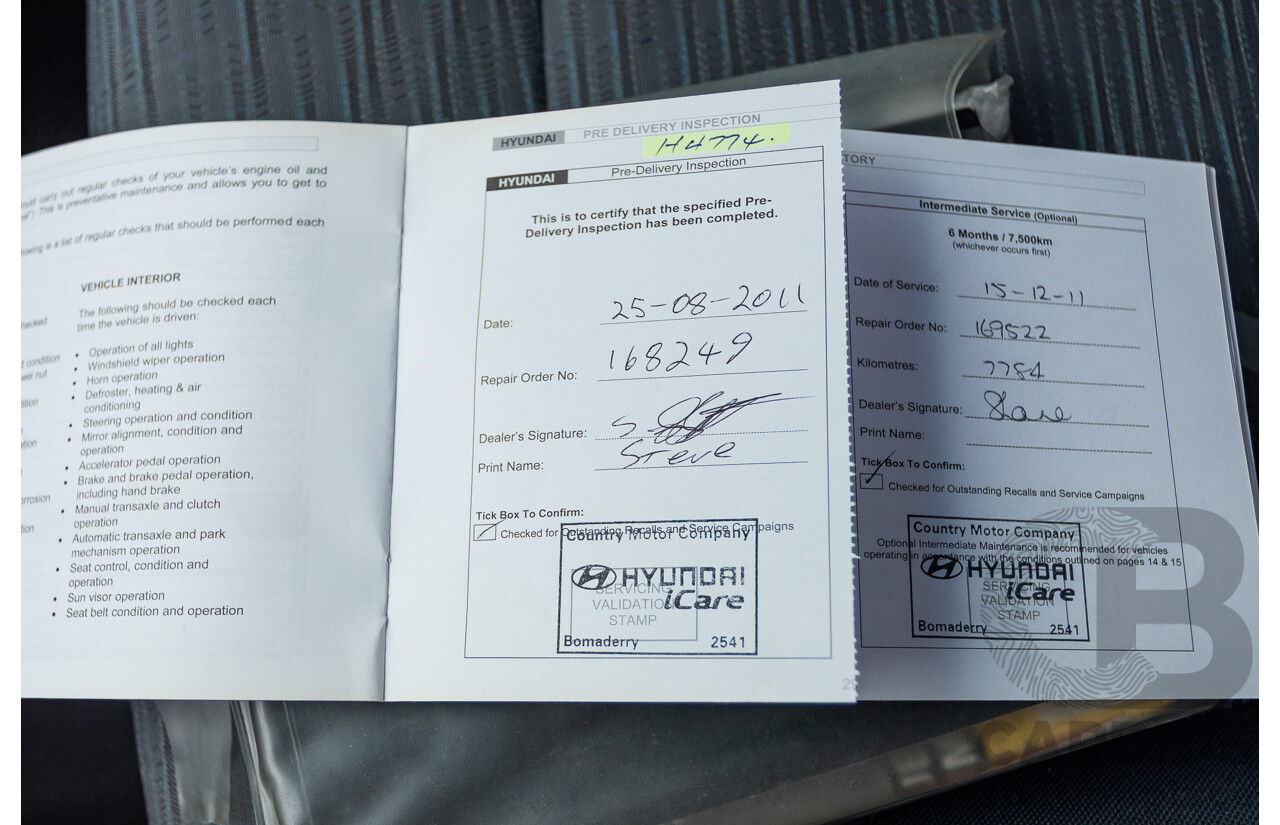 ould carry out regular checks of your vehicle's engine oil and
This is preventative maintenance and allows you to get to
is a list of regular checks that should be performed each
VEHICLE INTERIOR
The following should be checked each
time the vehicle is driven:
• Operation of all lights
• Windshield wiper operation
• Horn operation
• Defroster, heating & air
conditioning
• Steering operation and condition
• Mirror alignment, condition and
operation
• Accelerator pedal operation
• Brake and brake pedal operation,
including hand brake
• Manual transaxle and clutch
operation
• Automatic transaxle and park
mechanism operation
• Seat control, condition and
operation
• Sun visor operation
• Seat belt condition and operation
HYUNDAI PRE DELIVERY INSPECTION
H4774.
HYUNDAI Pre-Delivery Inspection
This is to certify that the specified Pre-
Delivery Inspection has been completed.
Date: 25-08-2011
Repair Order No: 168249
Dealer's Signature: S
Print Name: Steve
Tick Box To Confirm:
Checked for Outstanding Recalls and Service Campaigns
Country Motor Company
HYUNDAI
iCare
SERVICING
VALIDATION
STAMP
Bomaderry 2541
TORY
Intermediate Service (Optional)
6 Months / 7,500km
(whichever occurs first)
Date of Service: 15-12-11
Repair Order No: 169522
Kilometres: 7784
Dealer's Signature: Shane
Print Name:
Tick Box To Confirm:
Checked for Outstanding Recalls and Service Campaigns
Country Motor Company
Optional Intermediate Maintenance is recommended for vehicles
operating in accordance with the conditions outlined on pages 14 & 15
HYUNDAI
iCare
SERVICING
VALIDATION
STAMP
Bomaderry 2541